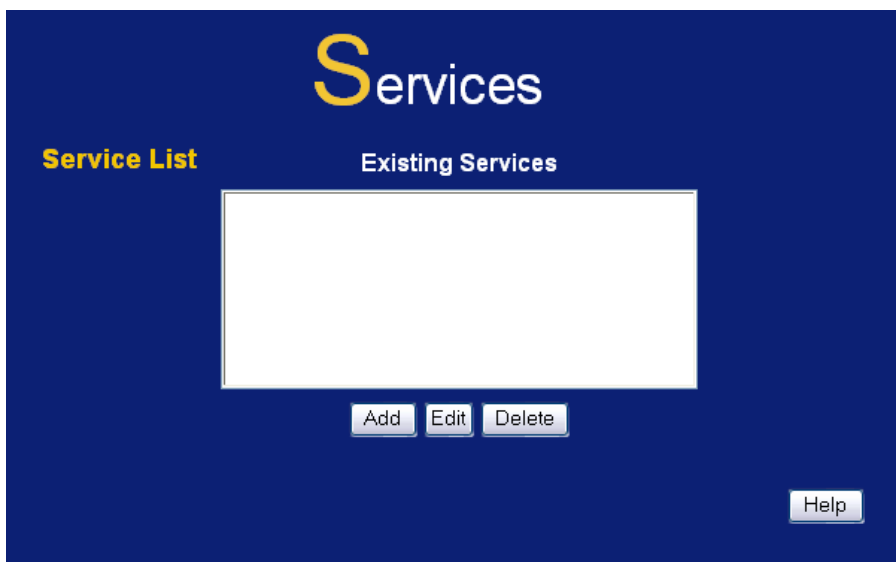 Services
Service List
Existing Services
Add Edit Delete
Help